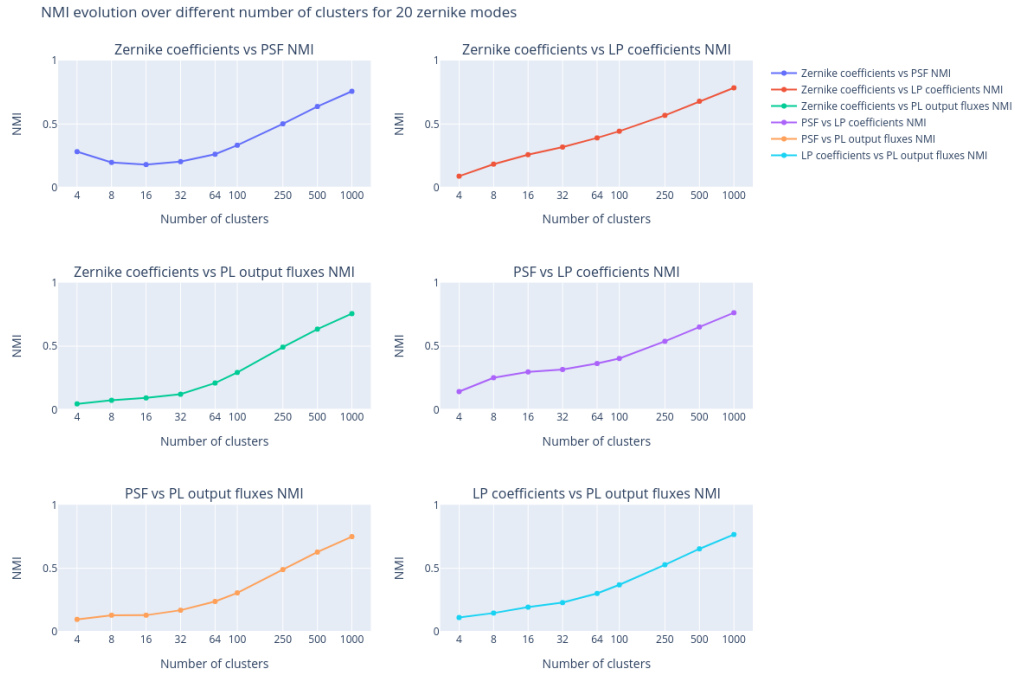 NMI evolution over different number of clusters for 20 zernike modes
Zernike coefficients vs PSF NMI
1
0.5
0
NMI
4 8 16 32 64 100 250 500 1000
Number of clusters
Zernike coefficients vs LP coefficients NMI
1
0.5
0
NMI
4 8 16 32 64 100 250 500 1000
Number of clusters
Zernike coefficients vs PSF NMI
Zernike coefficients vs LP coefficients NMI
Zernike coefficients vs PL output fluxes NMI
PSF vs LP coefficients NMI
PSF vs PL output fluxes NMI
LP coefficients vs PL output fluxes NMI
Zernike coefficients vs PL output fluxes NMI
1
0.5
0
NMI
4 8 16 32 64 100 250 500 1000
Number of clusters
PSF vs LP coefficients NMI
1
0.5
0
NMI
4 8 16 32 64 100 250 500 1000
Number of clusters
PSF vs PL output fluxes NMI
1
0.5
0
NMI
4 8 16 32 64 100 250 500 1000
Number of clusters
LP coefficients vs PL output fluxes NMI
1
0.5
0
NMI
4 8 16 32 64 100 250 500 1000
Number of clusters